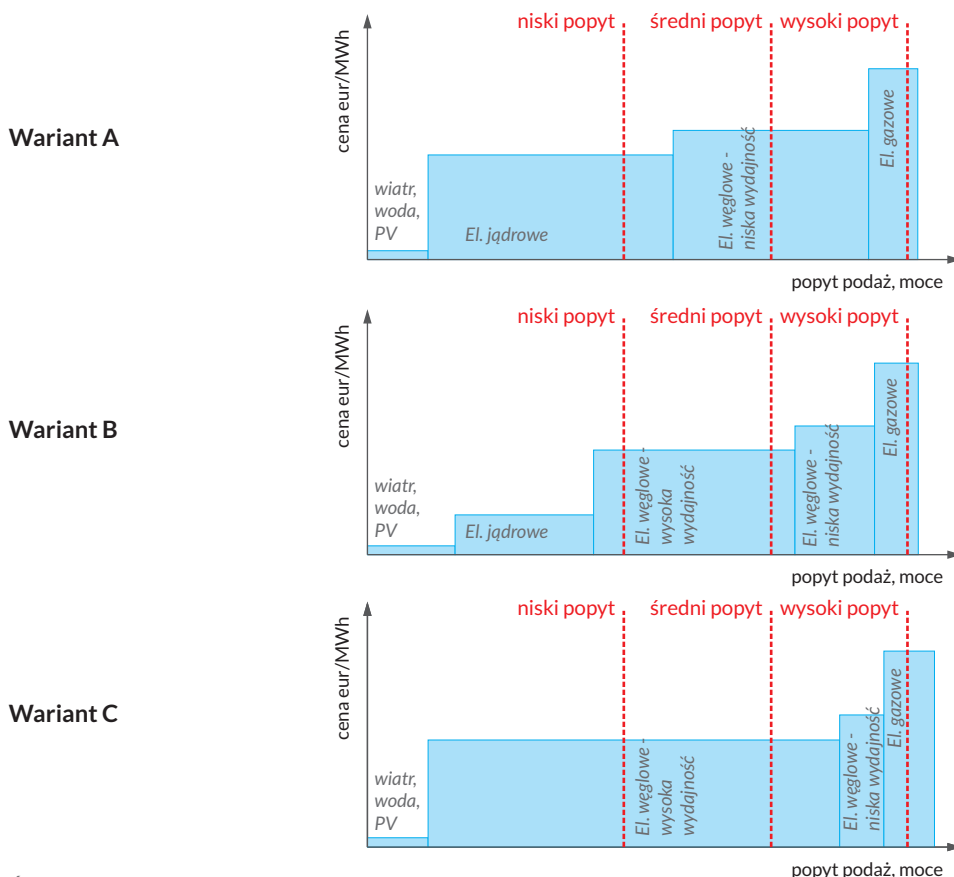 Wariant A
cena eur/MWh
niski popyt
średni popyt
wysoki popyt
wiatr,
woda,
PV
El. jądrowe
El. węglowe -
niska wydajność
El. gazowe
popyt podaż, moce
Wariant B
cena eur/MWh
niski popyt
średni popyt
wysoki popyt
wiatr,
woda,
PV
El. jądrowe
El. węglowe -
wysoka
wydajność
El. węglowe -
niska wydajność
El. gazowe
popyt podaż, moce
Wariant C
cena eur/MWh
niski popyt
średni popyt
wysoki popyt
wiatr,
woda,
PV
El. węglowe -
wysoka
wydajność
El. węglowe -
niska wydajność
El. gazowe
popyt podaż, moce